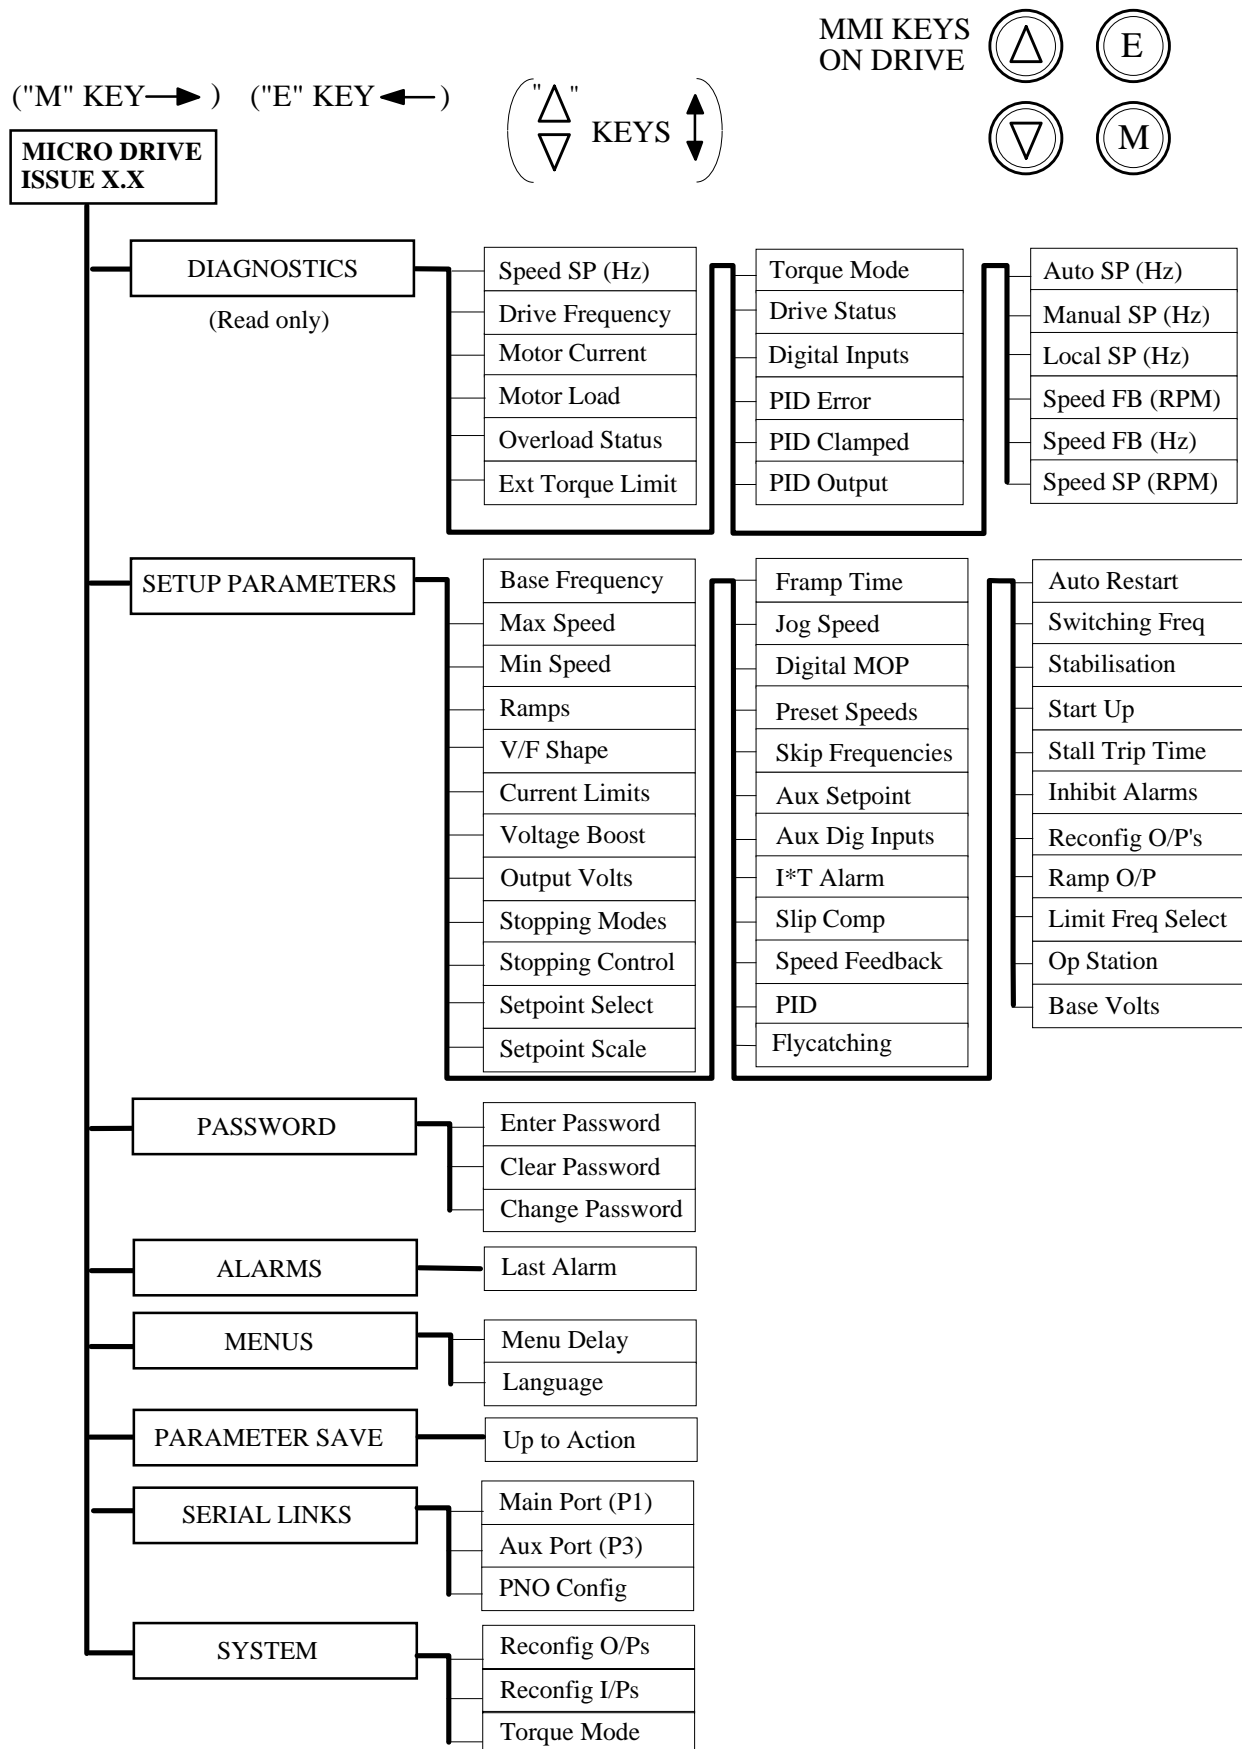 MMI KEYS
ON DRIVE
E
M
("M" KEY ) ("E" KEY )
" "
KEYS
MICRO DRIVE
ISSUE X.X
DIAGNOSTICS
(Read only)
Speed SP (Hz)
Drive Frequency
Motor Current
Motor Load
Overload Status
Ext Torque Limit
Torque Mode
Drive Status
Digital Inputs
PID Error
PID Clamped
PID Output
Auto SP (Hz)
Manual SP (Hz)
Local SP (Hz)
Speed FB (RPM)
Speed FB (Hz)
Speed SP (RPM)
SETUP PARAMETERS
Base Frequency
Max Speed
Min Speed
Ramps
V/F Shape
Current Limits
Voltage Boost
Output Volts
Stopping Modes
Stopping Control
Setpoint Select
Setpoint Scale
Framp Time
Jog Speed
Digital MOP
Preset Speeds
Skip Frequencies
Aux Setpoint
Aux Dig Inputs
I*T Alarm
Slip Comp
Speed Feedback
PID
Flycatching
Auto Restart
Switching Freq
Stabilisation
Start Up
Stall Trip Time
Inhibit Alarms
Reconfig O/P's
Ramp O/P
Limit Freq Select
Op Station
Base Volts
PASSWORD
Enter Password
Clear Password
Change Password
ALARMS
Last Alarm
MENUS
Menu Delay
Language
PARAMETER SAVE
Up to Action
SERIAL LINKS
Main Port (P1)
Aux Port (P3)
PNO Config
SYSTEM
Reconfig O/Ps
Reconfig I/Ps
Torque Mode